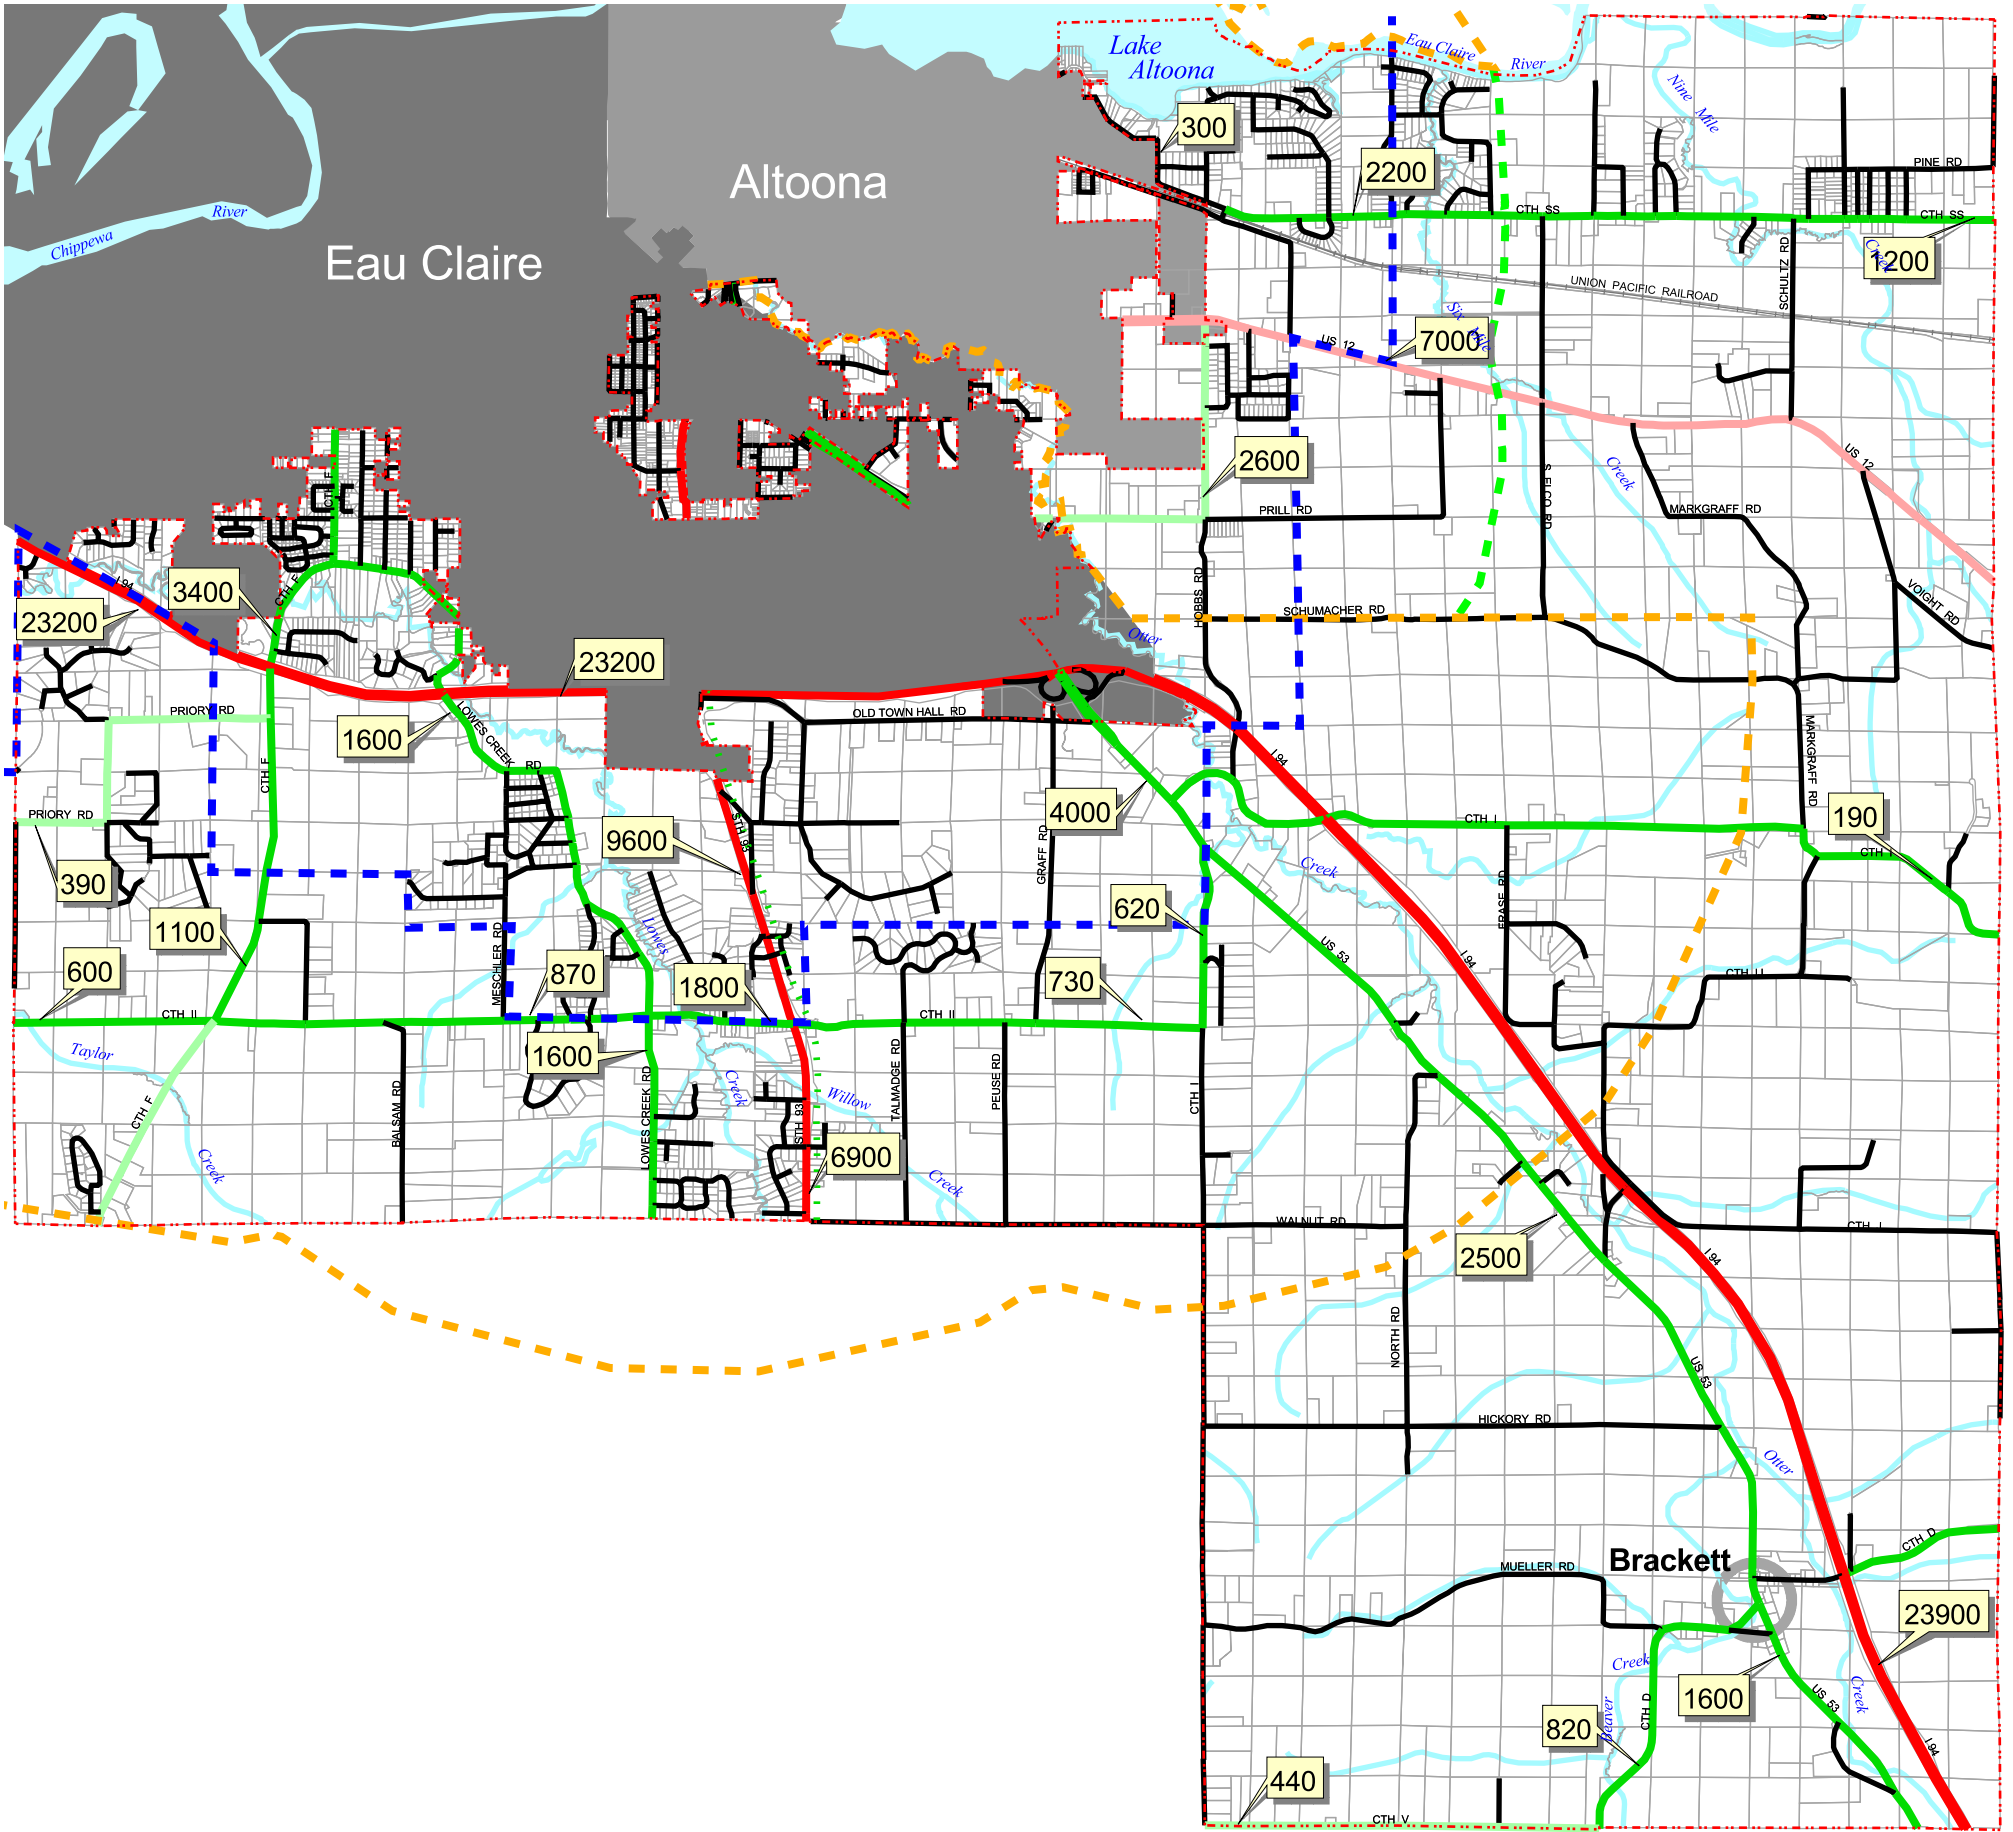 Lake
Altoona
Eau Claire
River
Nine Mile
300
2200
PINE RD
Altoona
River
Chippewa
CTH SS
CTH SS
Creek
1200
SCHULTZ RD
Eau Claire
UNION PACIFIC RAILROAD
Six Mile
US 12
7000
2600
US 12
Creek
PRILL RD
MARKGRAFF RD
I 94
3400
CTH F
23200
HOBBS RD
SCHUMACHER RD
VOIGHT RD
Otter
23200
PRIORY RD
1600
LOWES CREEK RD
OLD TOWN HALL RD
MARKGRAFF RD
CTH F
I 94
PRIORY RD
9600
STH 93
4000
CTH I
190
CTH I
GRAFF RD
Creek
390
620
1100
Lowes
US 53
MESCHLER RD
600
870
1800
730
I 94
CTH II
CTH II
CTH II
Taylor
1600
TALMADGE RD
PEUSE RD
CTH I
Creek
Willow
CTH F
BALSAM RD
LOWES CREEK RD
STH 93
6900
Creek
Creek
WALNUT RD
CTH I
2500
I 94
NORTH RD
US 53
HICKORY RD
Otter
CTH D
Brackett
MUELLER RD
23900
Creek
1600
Creek
CTH D
US 53
820
Beaver
I 94
440
CTH V